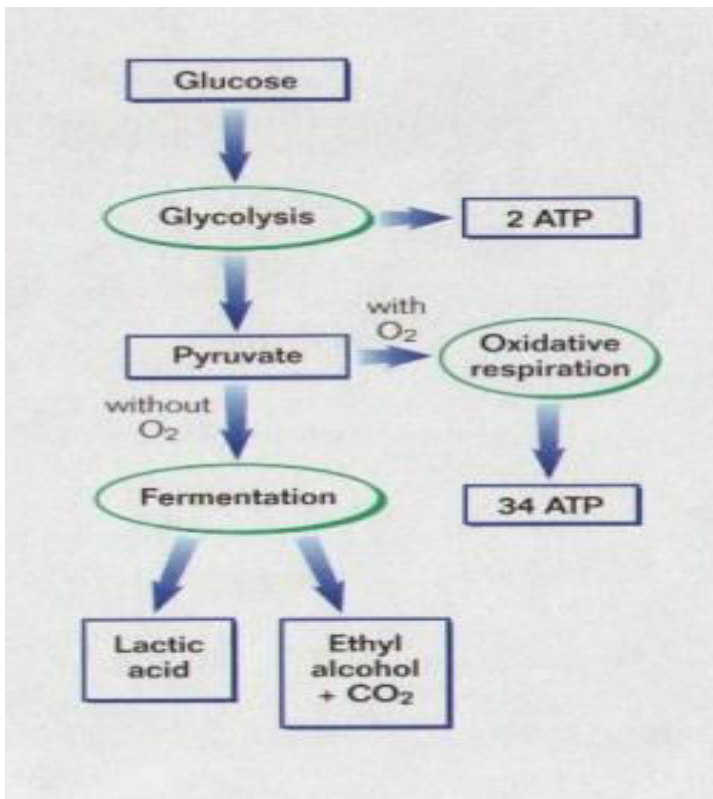 Glucose
Glycolysis
2 ATP
with
O₂
Pyruvate
Oxidative
respiration
without
O₂
Fermentation
34 ATP
Lactic
acid
Ethyl
alcohol
+ CO₂